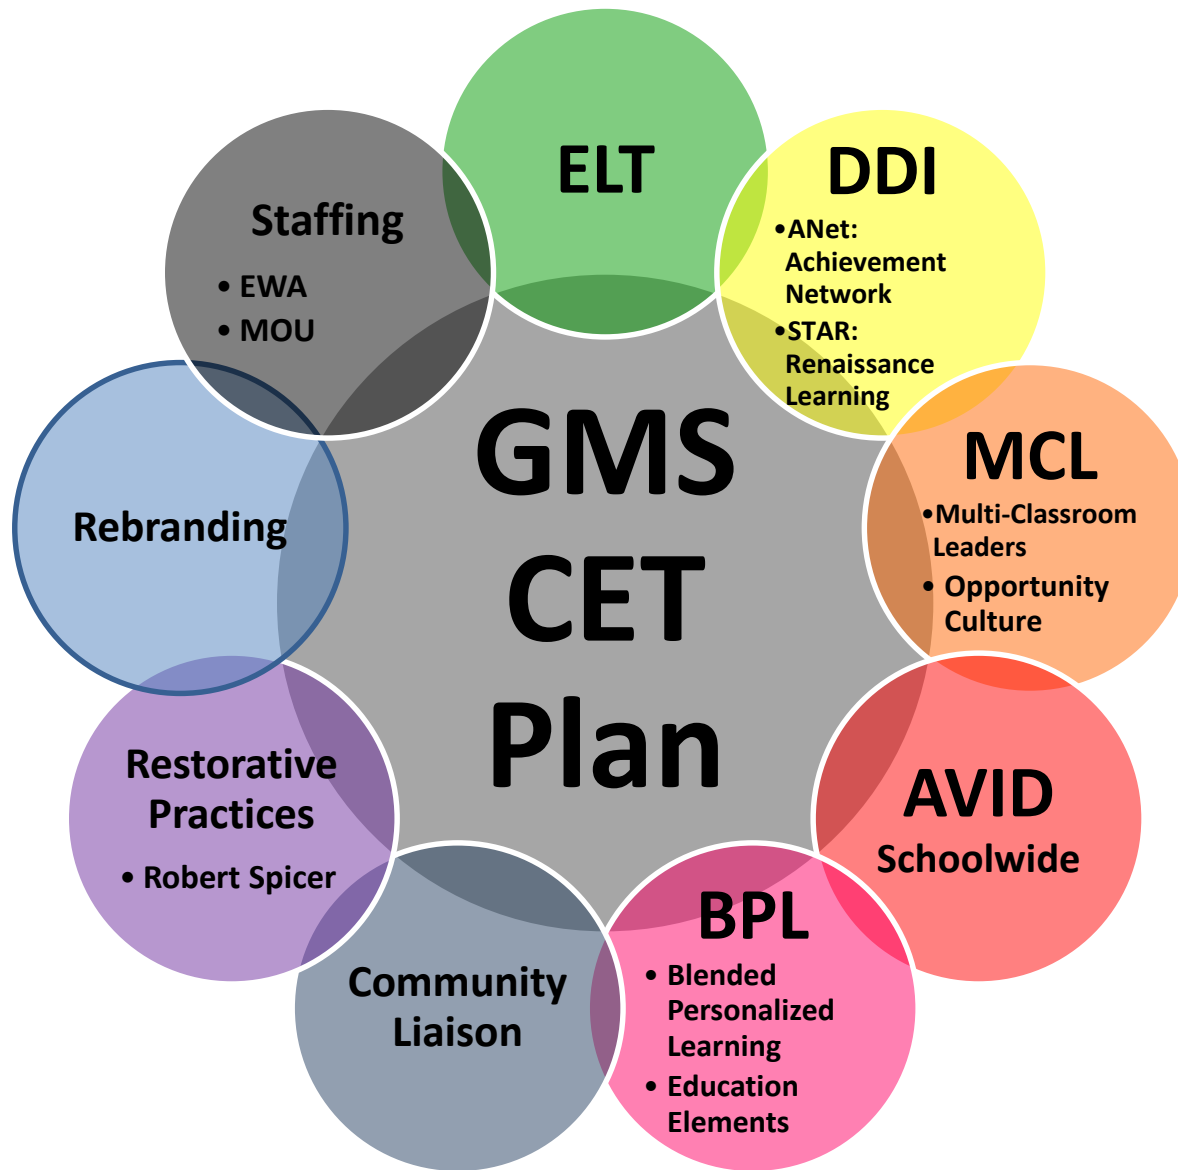 ELT
DDI
•ANet:
Achievement
Network
•STAR:
Renaissance
Learning
MCL
•Multi-Classroom
Leaders
• Opportunity
Culture
AVID
Schoolwide
BPL
• Blended
Personalized
Learning
• Education
Elements
Community
Liaison
Restorative
Practices
• Robert Spicer
Rebranding
Staffing
• EWA
• MOU
GMS
CET
Plan